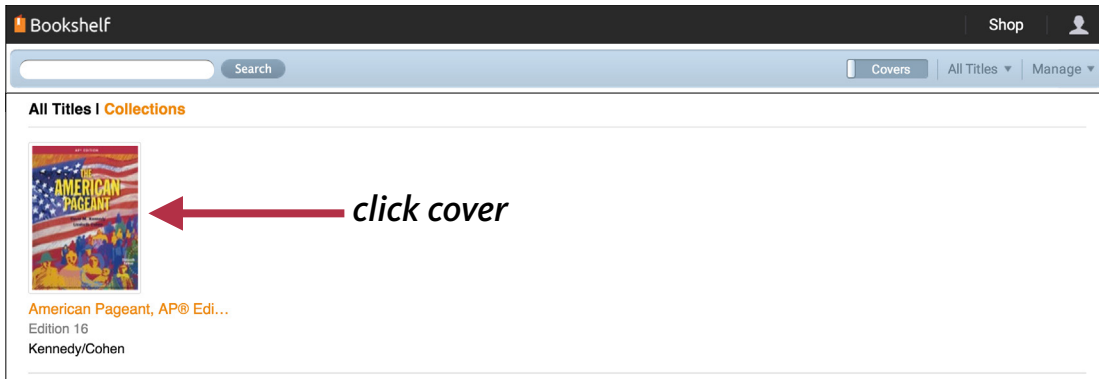 Bookshelf
Shop
Search
Covers
All Titles
Manage
All Titles | Collections
THE
AMERICAN
PAGEANT
click cover
American Pageant, AP® Edi...
Edition 16
Kennedy/Cohen